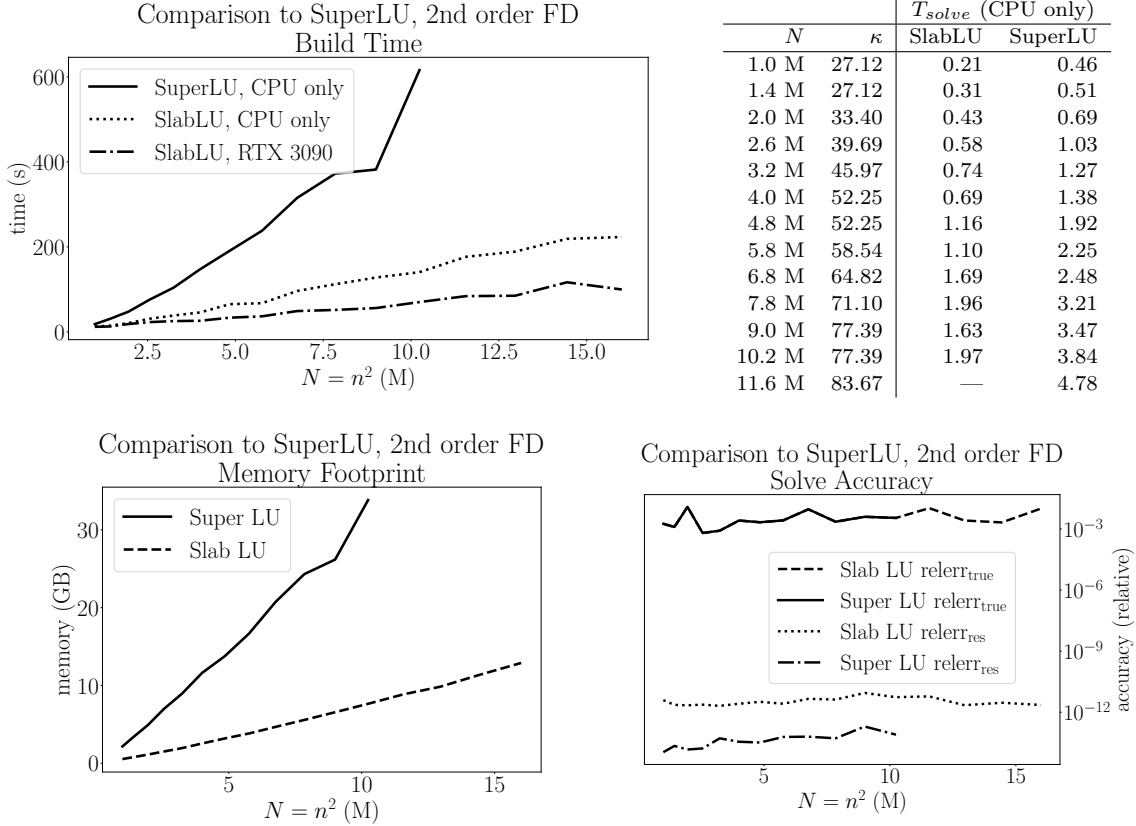 Comparison to SuperLU, 2nd order FD
Build Time
SuperLU, CPU only
SlabLU, CPU only
SlabLU, RTX 3090
time (s)
600
400
200
0
2.5 5.0 7.5 10.0 12.5 15.0
N = n² (M)
T_solve (CPU only)
N κ SlabLU SuperLU
1.0 M 27.12 0.21 0.46
1.4 M 27.12 0.31 0.51
2.0 M 33.40 0.43 0.69
2.6 M 39.69 0.58 1.03
3.2 M 45.97 0.74 1.27
4.0 M 52.25 0.69 1.38
4.8 M 52.25 1.16 1.92
5.8 M 58.54 1.10 2.25
6.8 M 64.82 1.69 2.48
7.8 M 71.10 1.96 3.21
9.0 M 77.39 1.63 3.47
10.2 M 77.39 1.97 3.84
11.6 M 83.67 — 4.78
Comparison to SuperLU, 2nd order FD
Memory Footprint
Super LU
Slab LU
memory (GB)
30
20
10
0
5 10 15
N = n² (M)
Comparison to SuperLU, 2nd order FD
Solve Accuracy
Slab LU relerr_true
Super LU relerr_true
Slab LU relerr_res
Super LU relerr_res
10⁻³
10⁻⁶
10⁻⁹
10⁻¹²
accuracy (relative)
5 10 15
N = n² (M)